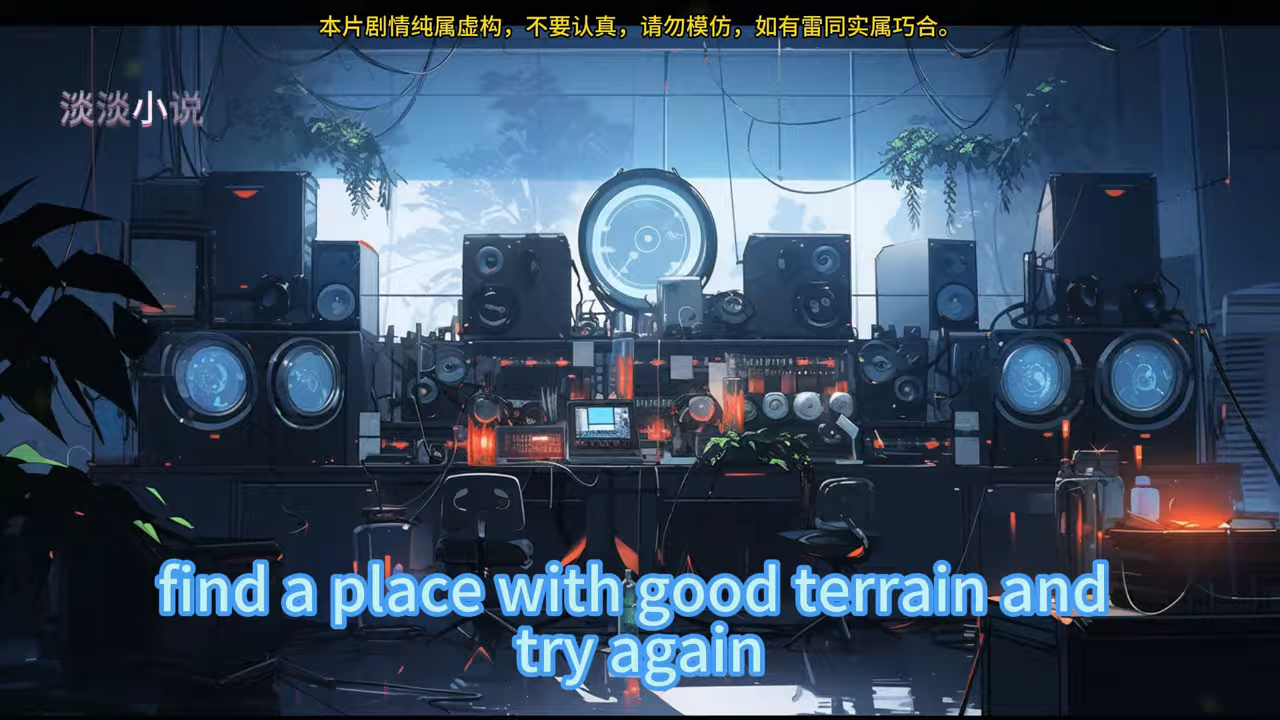 本片剧情纯属虚构，不要认真，请勿模仿，如有雷同实属巧合。
淡淡小说
find a place with good terrain and
try again